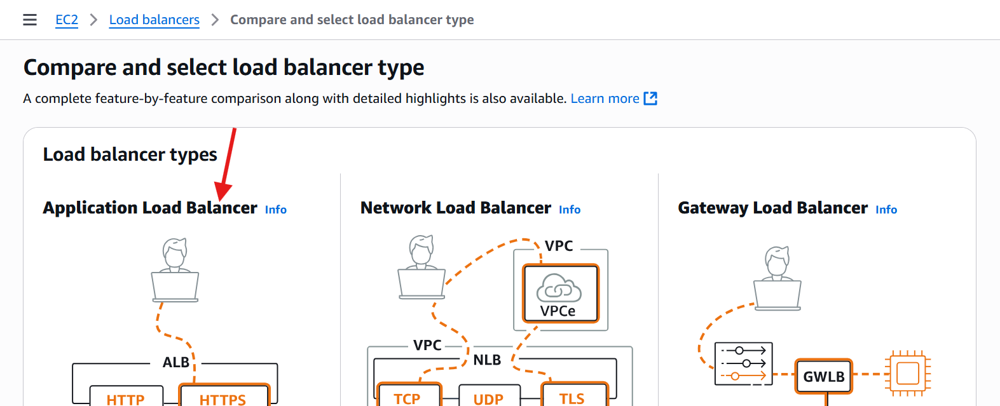 EC2 > Load balancers > Compare and select load balancer type
Compare and select load balancer type
A complete feature-by-feature comparison along with detailed highlights is also available. Learn more
Load balancer types
Application Load Balancer Info
ALB
HTTP HTTPS
Network Load Balancer Info
VPC
VPCe
VPC
NLB
TCP UDP TLS
Gateway Load Balancer Info
GWLB